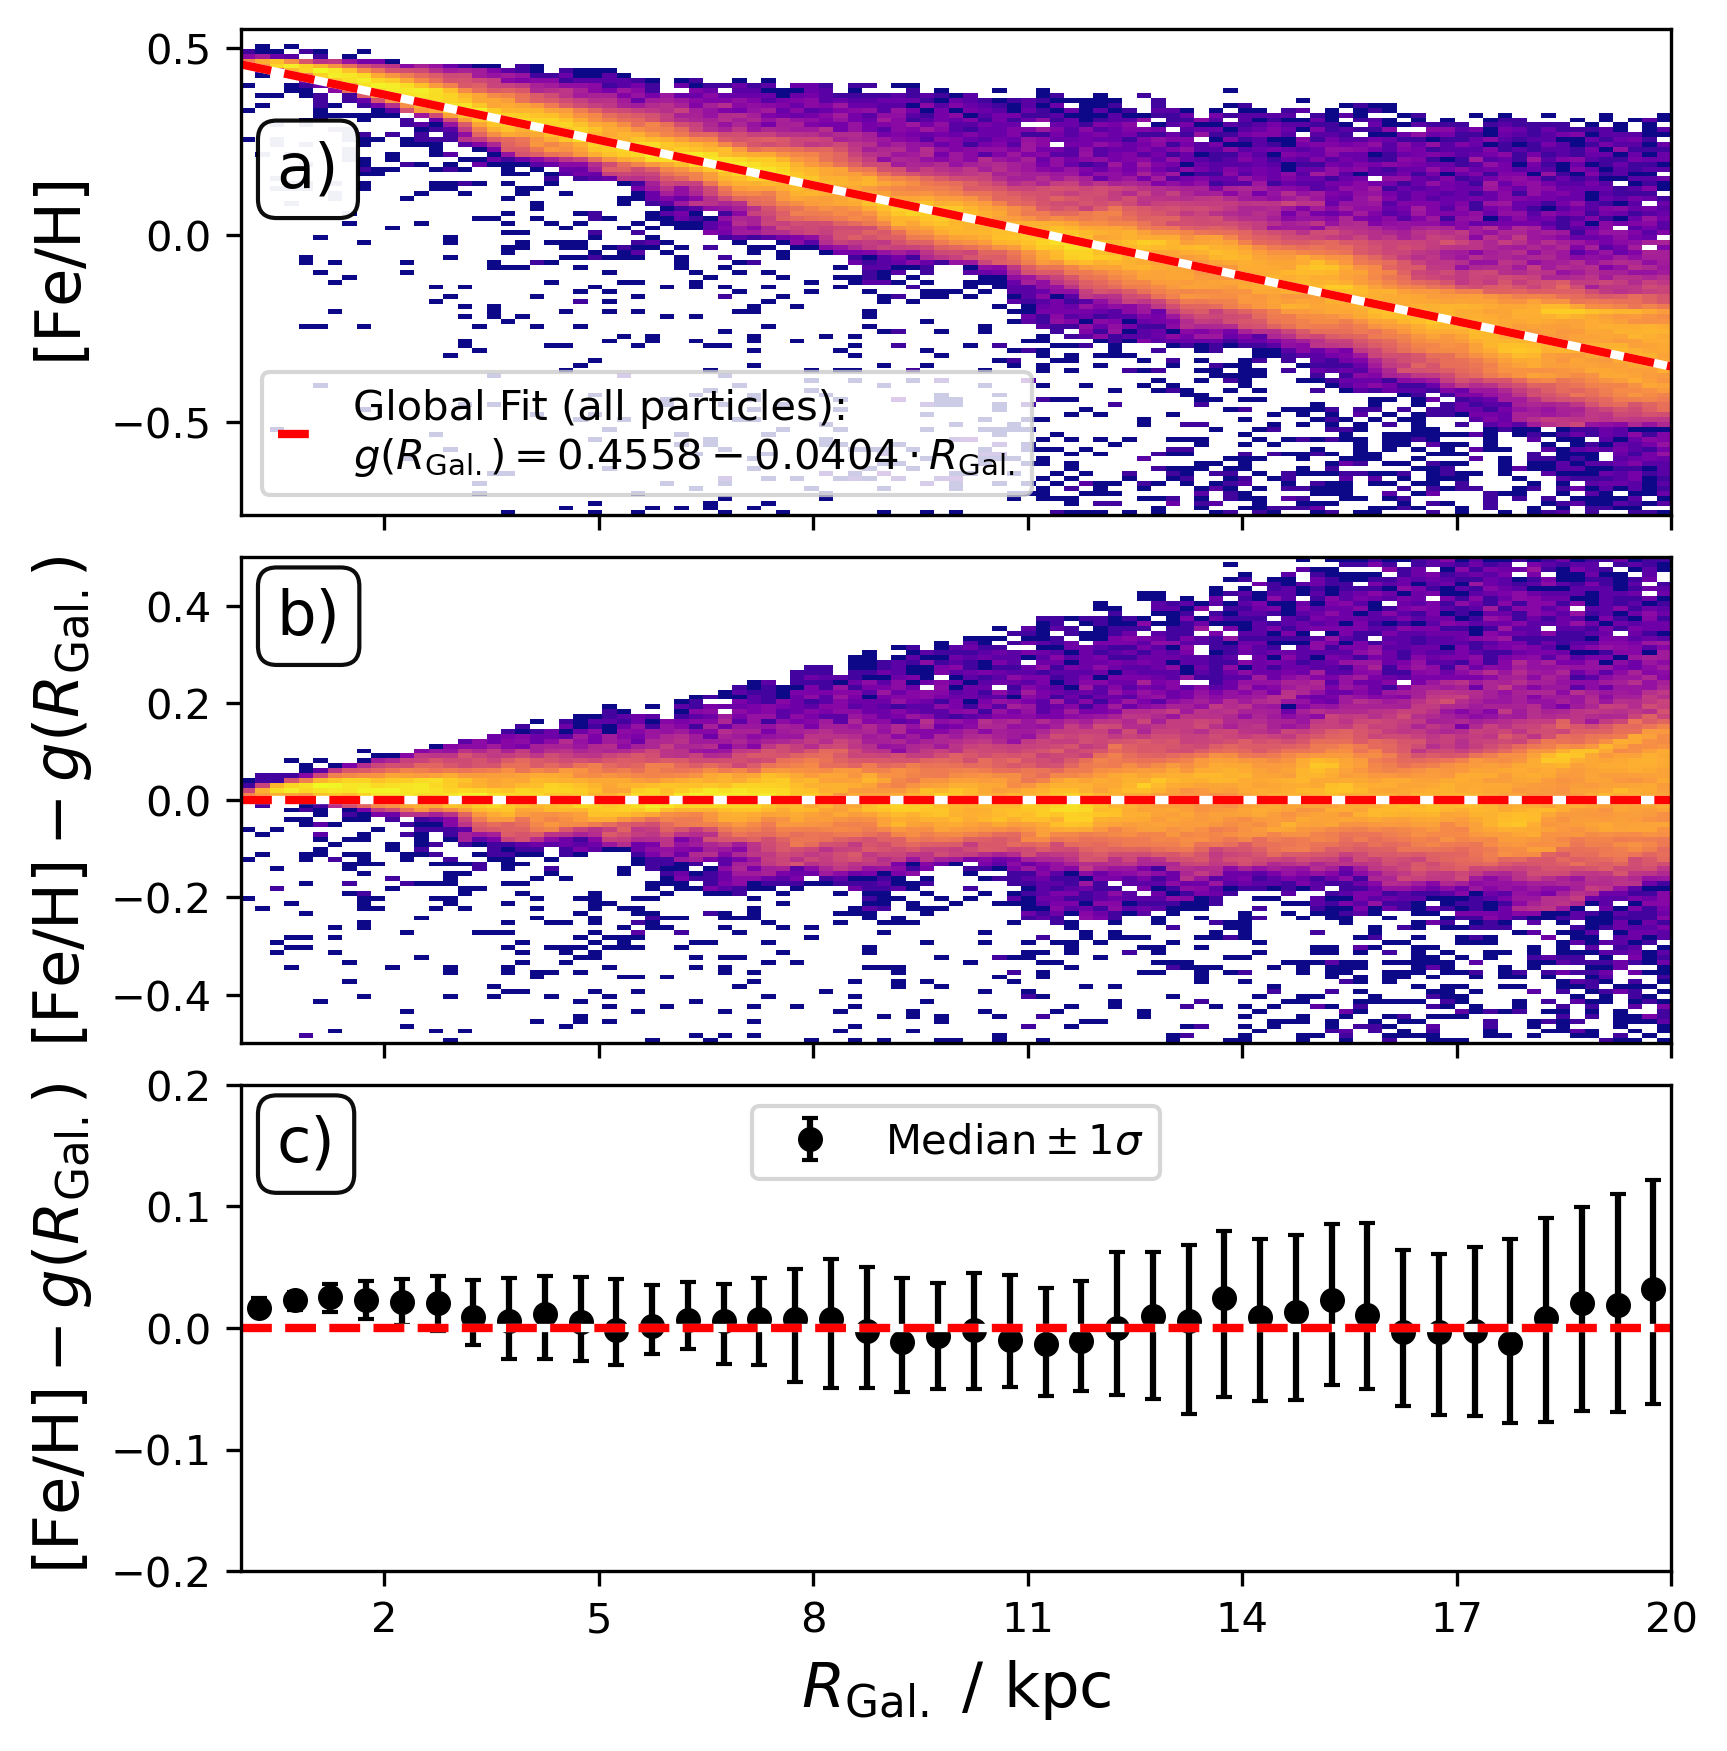 [Fe/H]
0.5
0.0
−0.5
a)
Global Fit (all particles):
g(R_Gal.) = 0.4558 − 0.0404 · R_Gal.
[Fe/H] − g(R_Gal.)
0.4
0.2
0.0
−0.2
−0.4
b)
[Fe/H] − g(R_Gal.)
0.2
0.1
0.0
−0.1
−0.2
c)
Median ± 1σ
2 5 8 11 14 17 20
R_Gal. / kpc